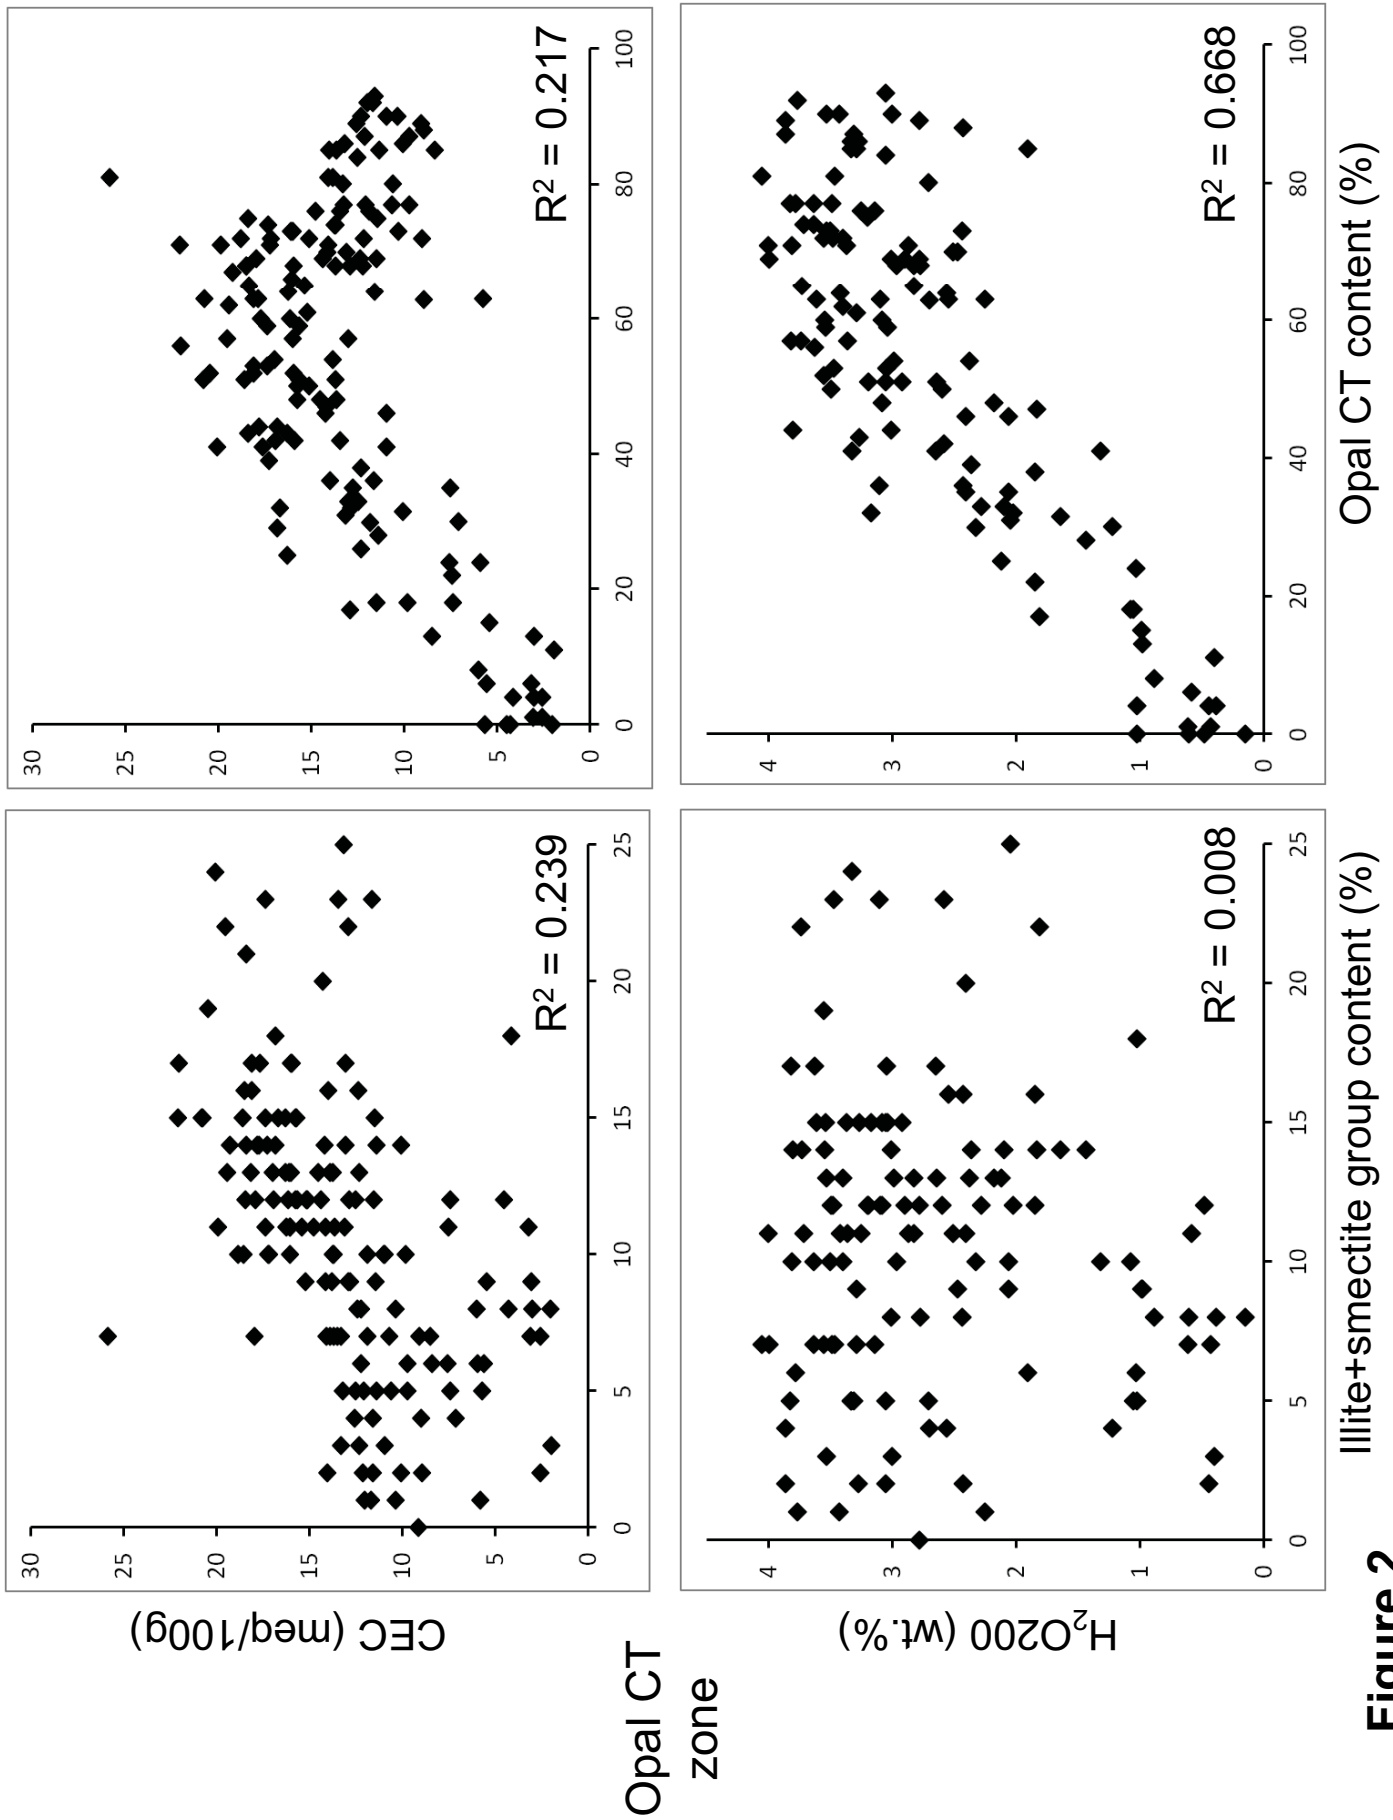 CEC (meq/100g)
30
25
20
15
10
5
0
0 5 10 15 20 25
R² = 0.239
30
25
20
15
10
5
0
0 20 40 60 80 100
R² = 0.217
Opal CT
zone
H₂O200 (wt.%)
4
3
2
1
0
0 5 10 15 20 25
R² = 0.008
Illite+smectite group content (%)
4
3
2
1
0
0 20 40 60 80 100
R² = 0.668
Opal CT content (%)
Figure 2